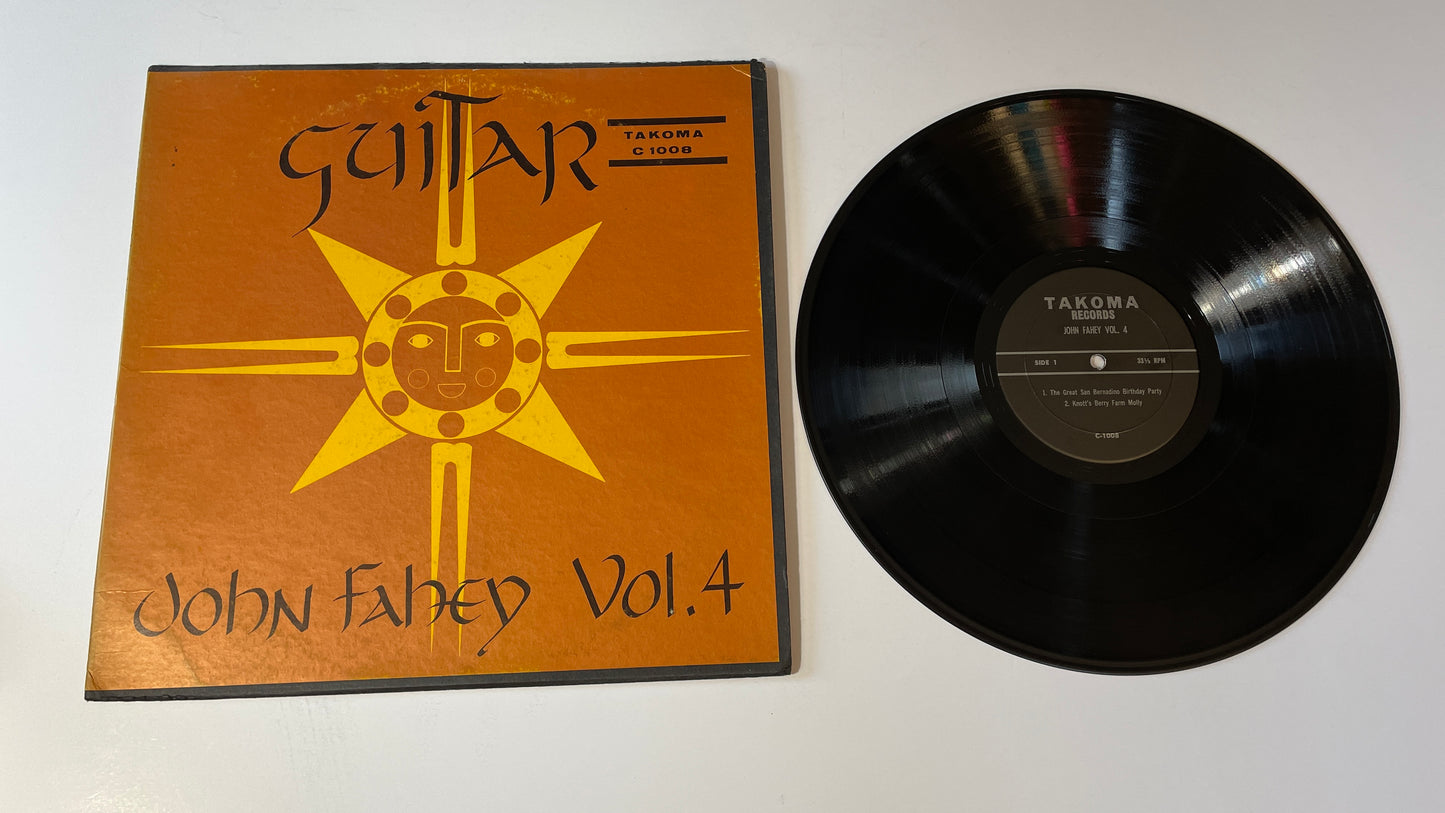 GUITAR
TAKOMA
C 1008
John Fahey Vol. 4
TAKOMA
RECORDS
JOHN FAHEY VOL. 4
SIDE 1
33⅓ RPM
1. The Great San Bernadino Birthday Party
2. Knott's Berry Farm Molly
C-1008